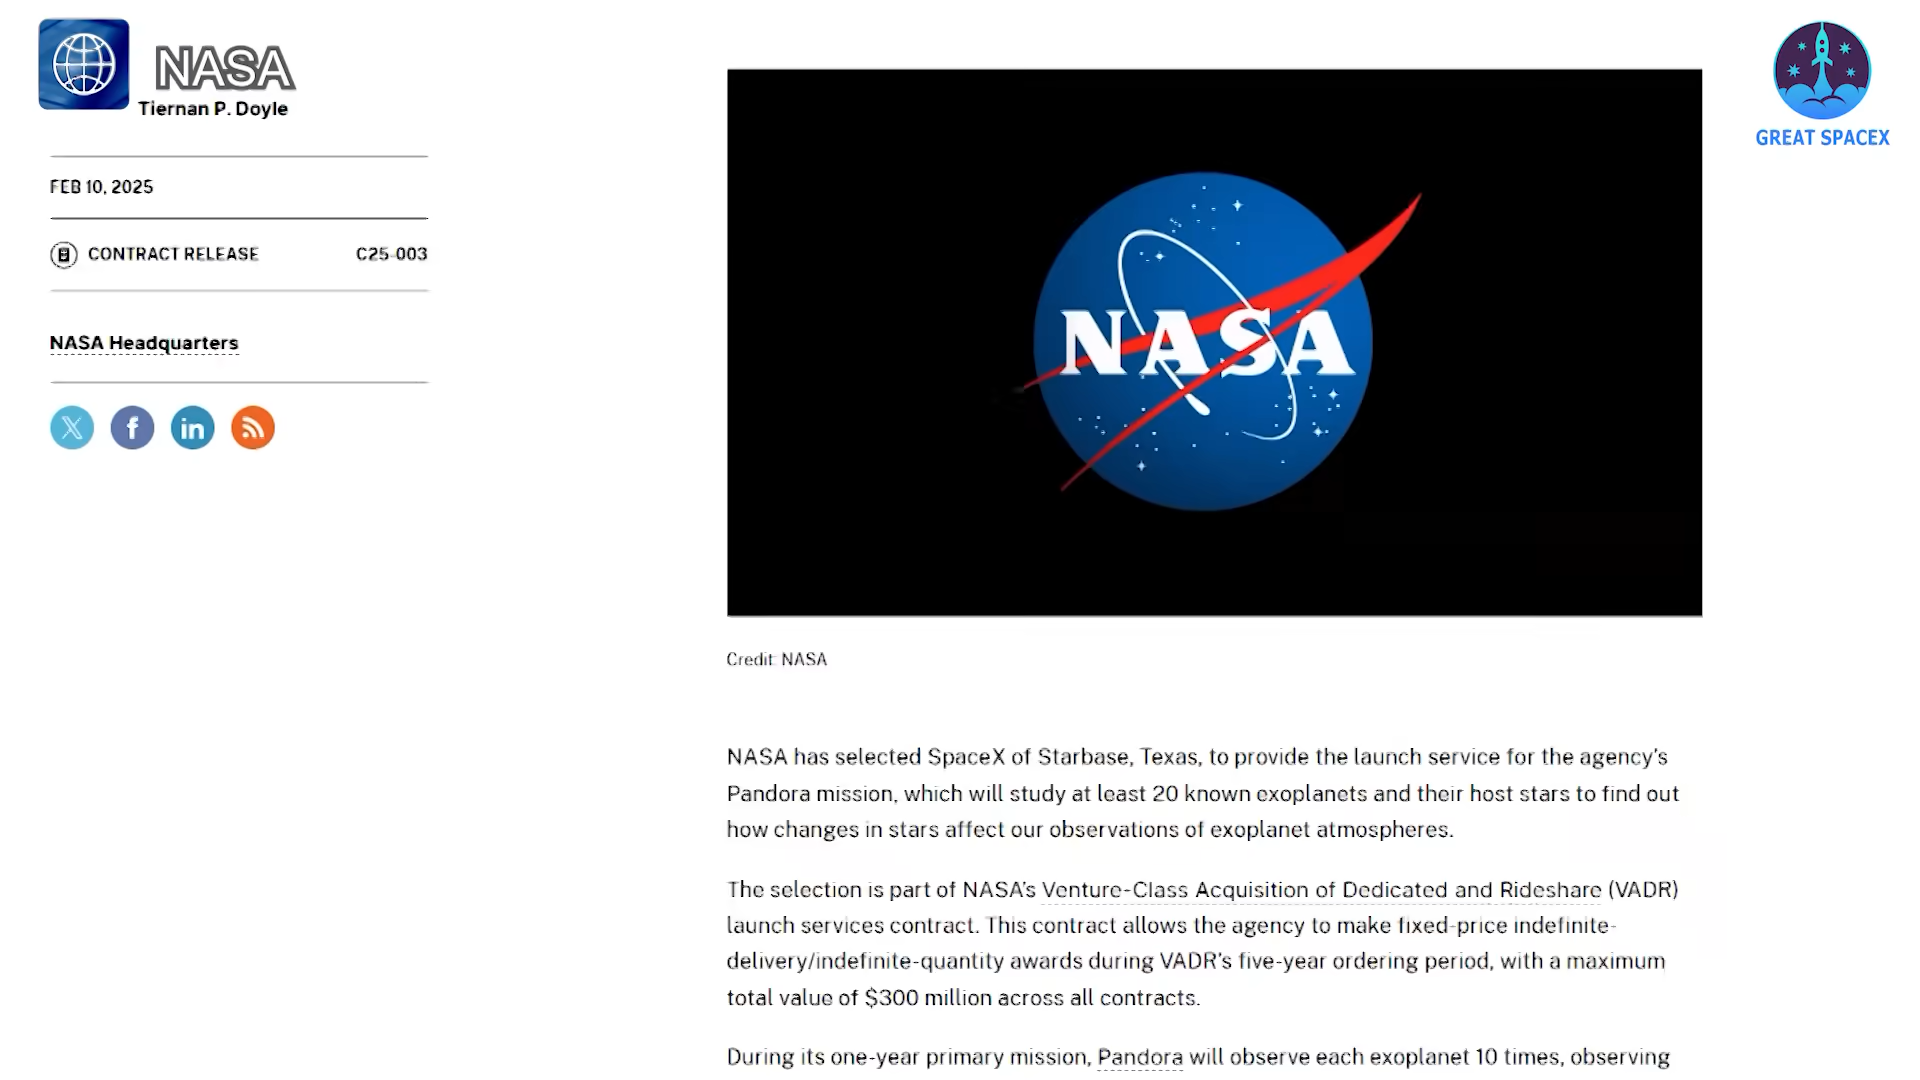 NASA
Tiernan P. Doyle
FEB 10, 2025
CONTRACT RELEASE C25-003
NASA Headquarters
X
f
in
GREAT SPACEX
NASA
Credit: NASA
NASA has selected SpaceX of Starbase, Texas, to provide the launch service for the agency's
Pandora mission, which will study at least 20 known exoplanets and their host stars to find out
how changes in stars affect our observations of exoplanet atmospheres.
The selection is part of NASA's Venture-Class Acquisition of Dedicated and Rideshare (VADR)
launch services contract. This contract allows the agency to make fixed-price indefinite-
delivery/indefinite-quantity awards during VADR's five-year ordering period, with a maximum
total value of $300 million across all contracts.
During its one-year primary mission, Pandora will observe each exoplanet 10 times, observing